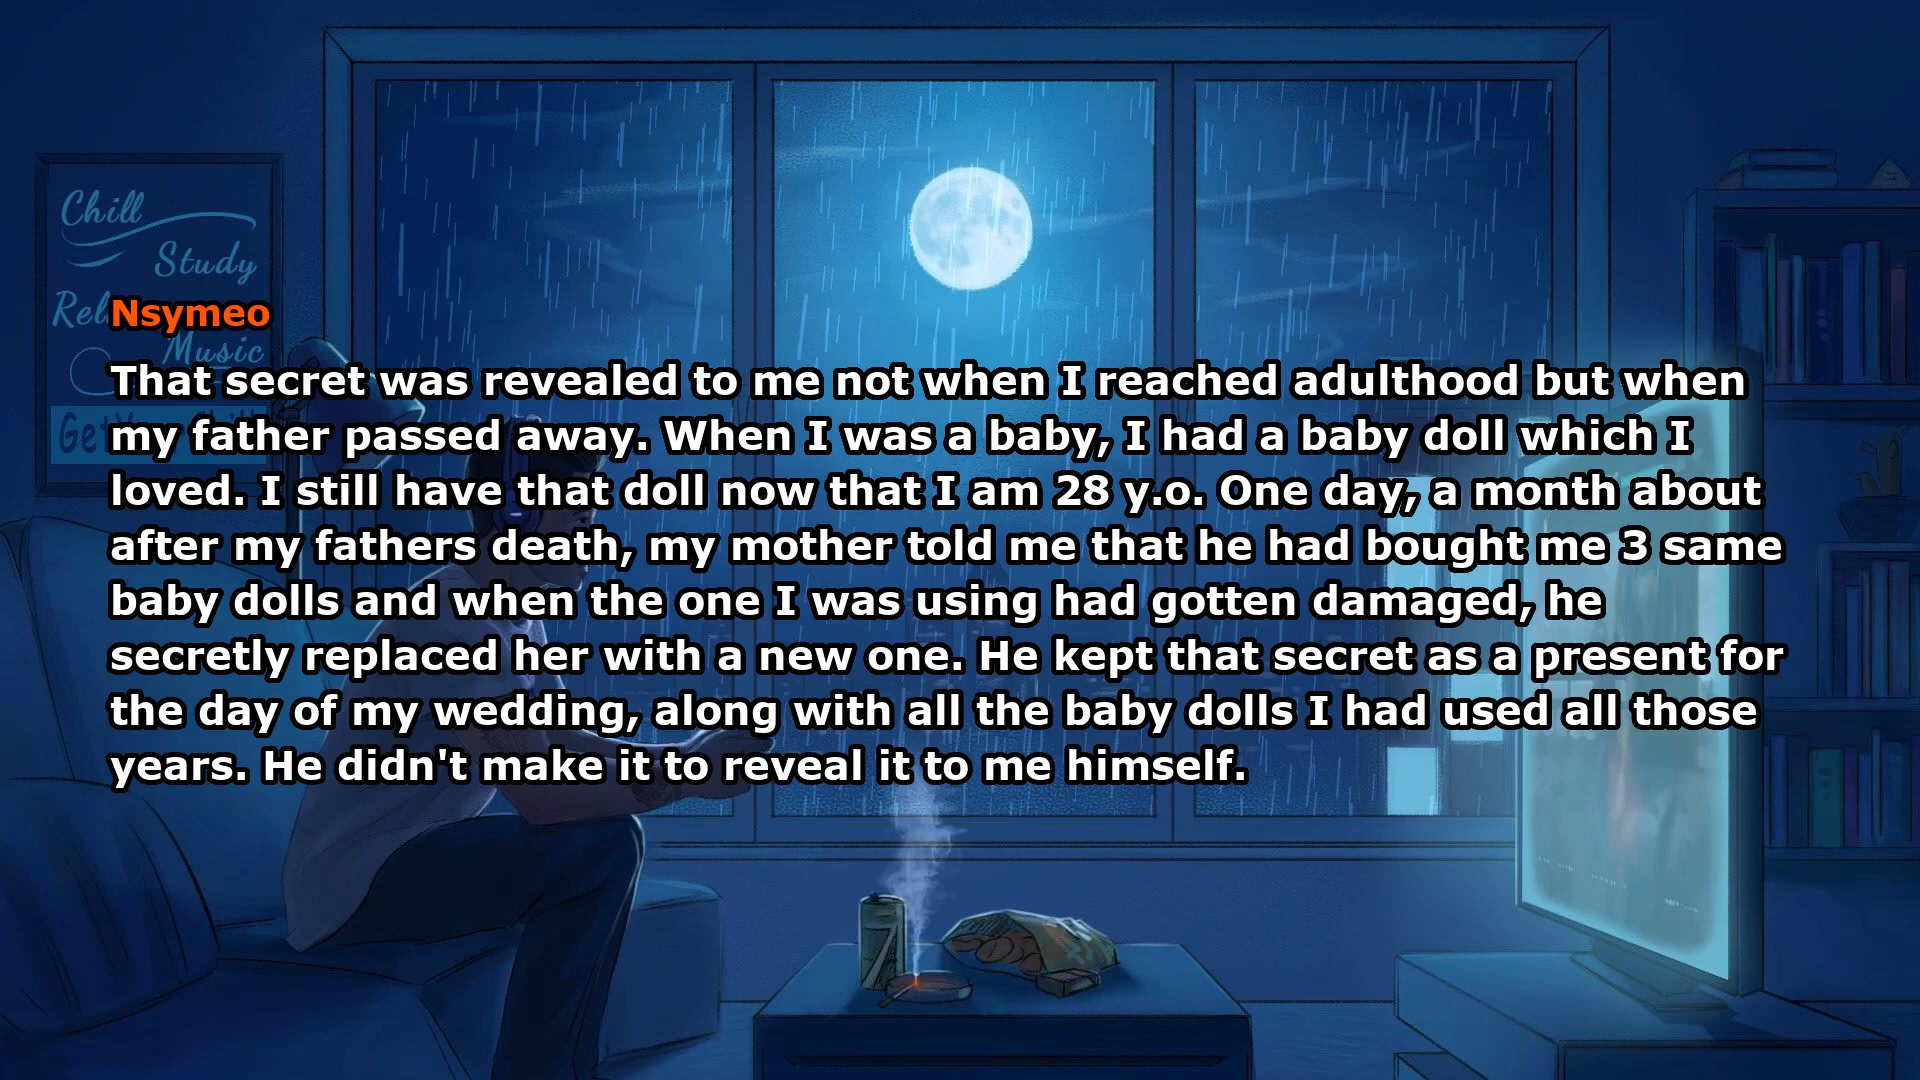 Chill
Study
Music
Nsymeo
That secret was revealed to me not when I reached adulthood but when
my father passed away. When I was a baby, I had a baby doll which I
loved. I still have that doll now that I am 28 y.o. One day, a month about
after my fathers death, my mother told me that he had bought me 3 same
baby dolls and when the one I was using had gotten damaged, he
secretly replaced her with a new one. He kept that secret as a present for
the day of my wedding, along with all the baby dolls I had used all those
years. He didn't make it to reveal it to me himself.